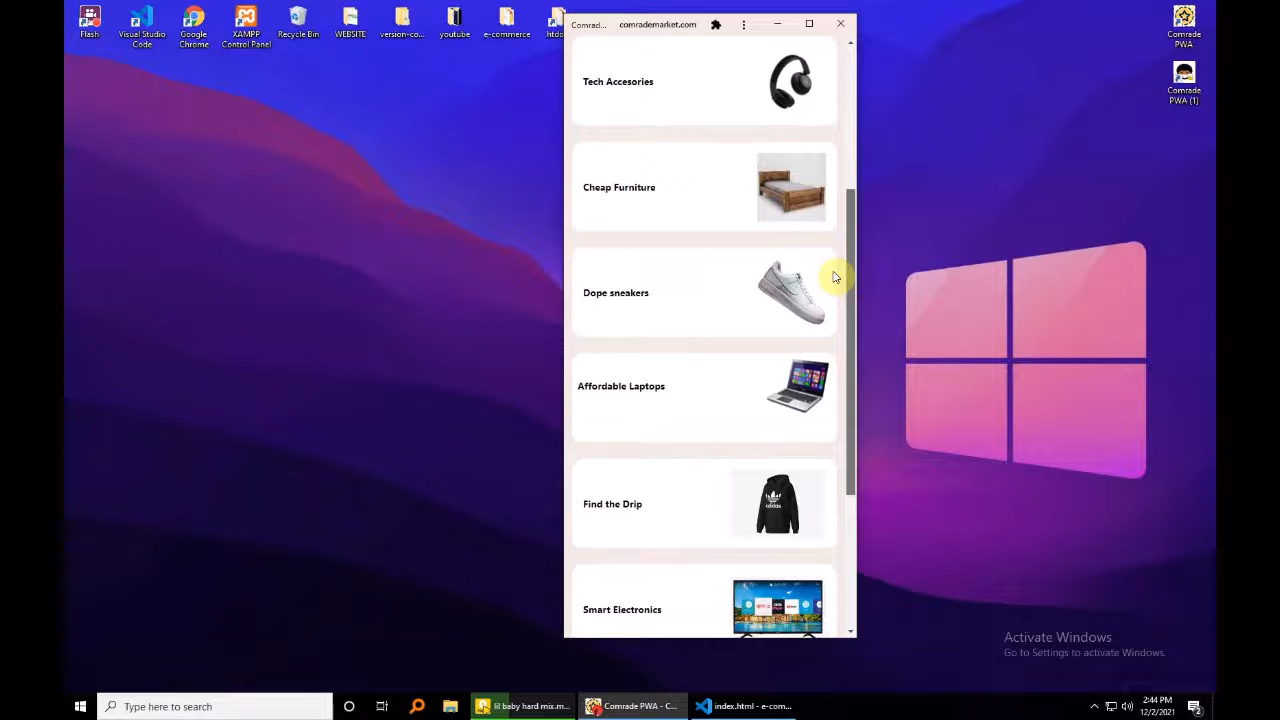 Flash
Visual Studio
Code
Google
Chrome
XAMPP
Control Panel
Recycle Bin
WEBSITE
version-co...
youtube
e-commerce
htdo
Comrad...
comrademarket.com
Comrade
PWA
Comrade
PWA (1)
Tech Accesories
Cheap Furniture
Dope sneakers
Affordable Laptops
Find the Drip
adidas
Smart Electronics
Activate Windows
Go to Settings to activate Windows.
Type here to search
lil baby hard mix.m...
Comrade PWA - C...
index.html - e-com...
2:44 PM
12/2/2021